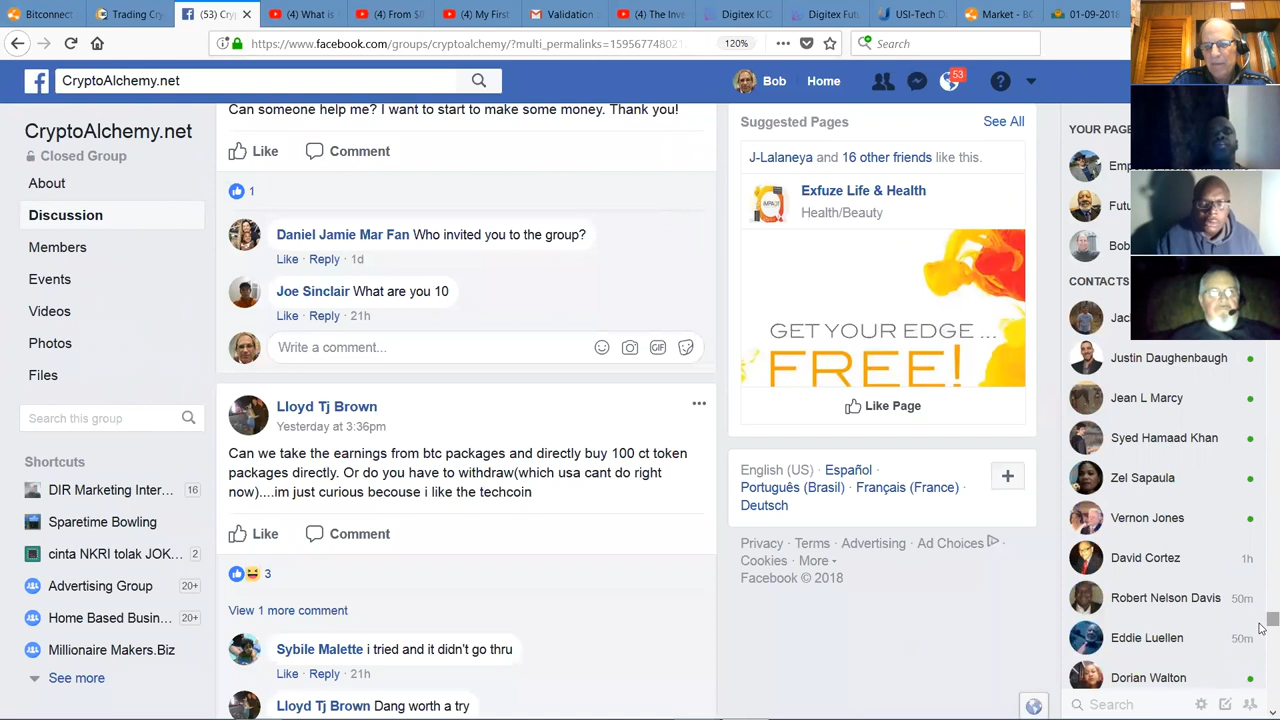 Bitconnect
Trading Cry
(53) Cry
(4) What is
(4) From $0
(4) My First
Validation
(4) The Inve
Digitex ICO
Digitex Futu
USI-Tech Da
Market - BC
01-09-2018
https://www.facebook.com/groups/cryptoalchemy/?multi_permalinks=1595677480217
120%
Search
CryptoAlchemy.net
Bob
Home
53
CryptoAlchemy.net
Closed Group
About
Discussion
Members
Events
Videos
Photos
Files
Search this group
Shortcuts
DIR Marketing Inter... 16
Sparetime Bowling
cinta NKRI tolak JOK... 2
Advertising Group 20+
Home Based Busin... 20+
Millionaire Makers.Biz
See more
Can someone help me? I want to start to make some money. Thank you!
Like Comment
1
Daniel Jamie Mar Fan Who invited you to the group?
Like · Reply · 1d
Joe Sinclair What are you 10
Like · Reply · 21h
Write a comment...
GIF
Lloyd Tj Brown
Yesterday at 3:36pm
Can we take the earnings from btc packages and directly buy 100 ct token
packages directly. Or do you have to withdraw(which usa cant do right
now)....im just curious becouse i like the techcoin
Like Comment
3
View 1 more comment
Sybile Malette i tried and it didn't go thru
Like · Reply · 21h
Lloyd Tj Brown Dang worth a try
Suggested Pages See All
J-Lalaneya and 16 other friends like this.
IMPACT
Exfuze Life & Health
Health/Beauty
GET YOUR EDGE ...
FREE!
Like Page
English (US) · Español ·
Português (Brasil) · Français (France) ·
Deutsch
Privacy · Terms · Advertising · Ad Choices ·
Cookies · More
Facebook © 2018
YOUR PAGE
Futu
Bob
CONTACTS
Jac
Justin Daughenbaugh
Jean L Marcy
Syed Hamaad Khan
Zel Sapaula
Vernon Jones
David Cortez 1h
Robert Nelson Davis 50m
Eddie Luellen 50m
Dorian Walton
Search